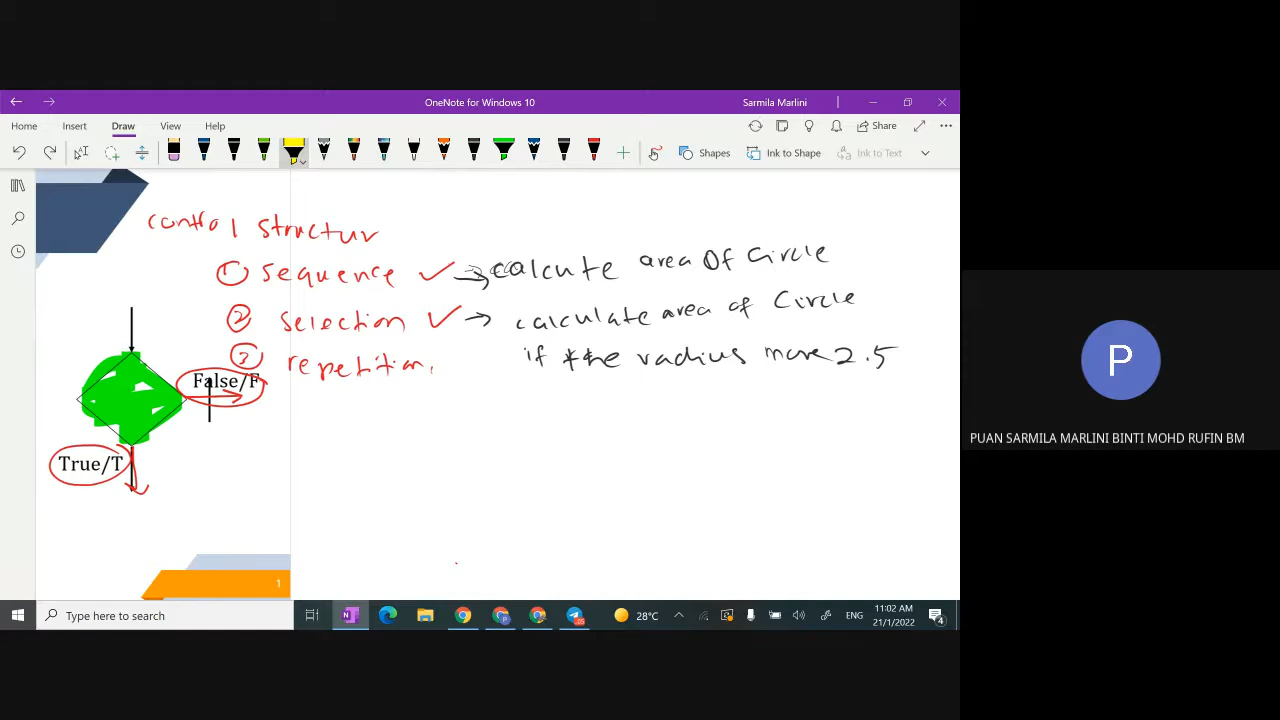 OneNote for Windows 10
Sarmila Marlini
Home Insert Draw View Help
Share
Shapes Ink to Shape Ink to Text
control structur
① sequence ✓ → calcute area of circle
② selection ✓ → calculate area of circle
if the radius more 2.5
③ repetition,
False/F
True/T
1
P
PUAN SARMILA MARLINI BINTI MOHD RUFIN BM
Type here to search
28°C
ENG
11:02 AM
21/1/2022
4